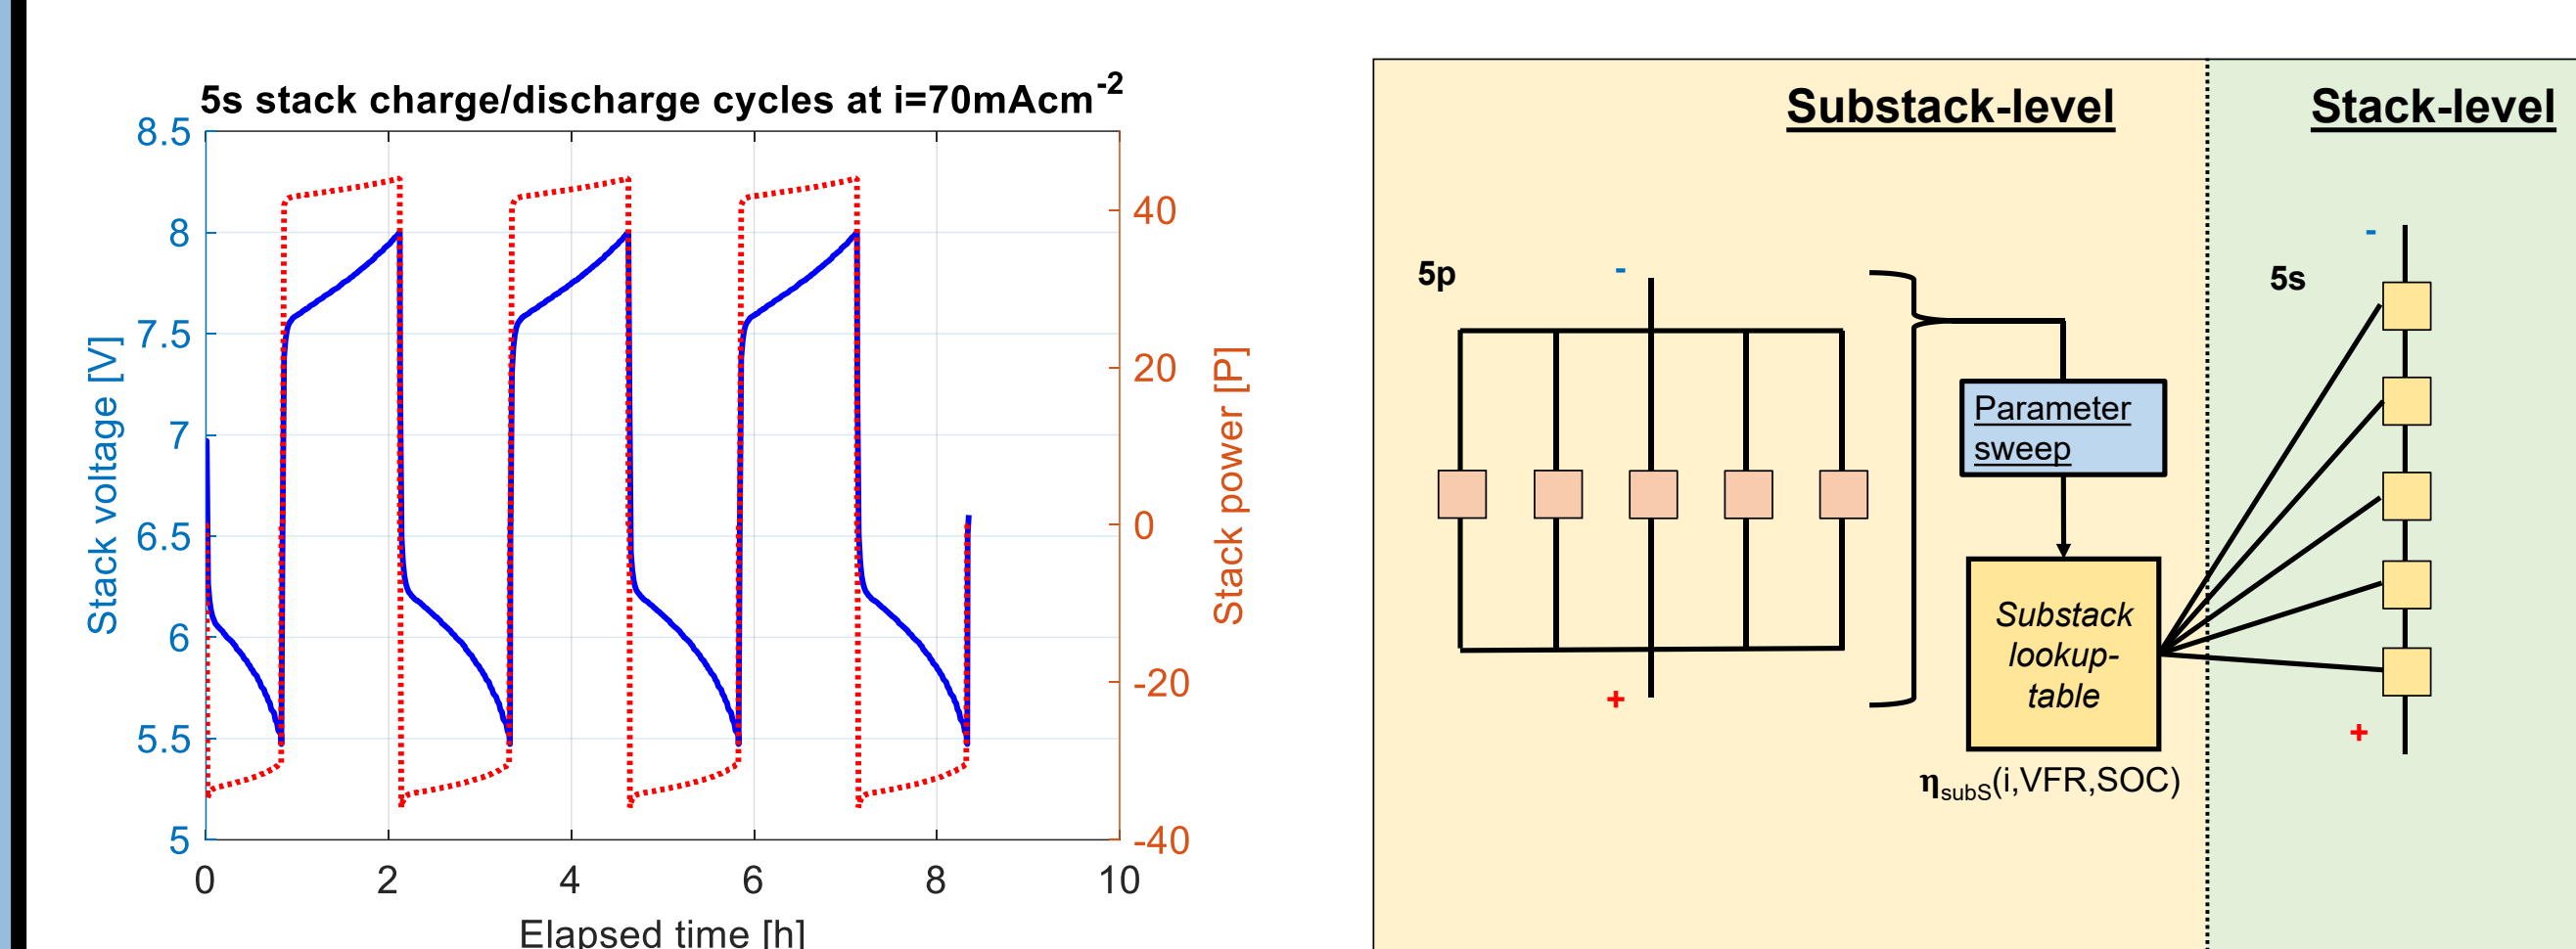 5s stack charge/discharge cycles at i=70mAcm-2
8.5
8
7.5
7
6.5
6
5.5
5
Stack voltage [V]
40
20
0
-20
-40
Stack power [P]
0 2 4 6 8 10
Elapsed time [h]
Substack-level
5p
-
+
Parameter
sweep
Substack
lookup-
table
ηsubS(i,VFR,SOC)
Stack-level
-
5s
+